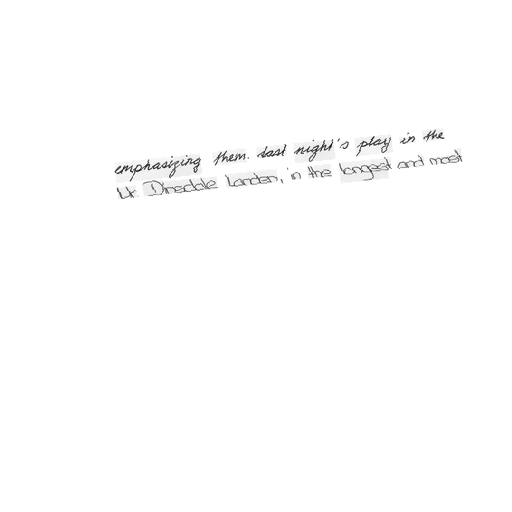 emphasizing them. Last night's play in the
Mr. Dinsdale Landen, in the longest and most